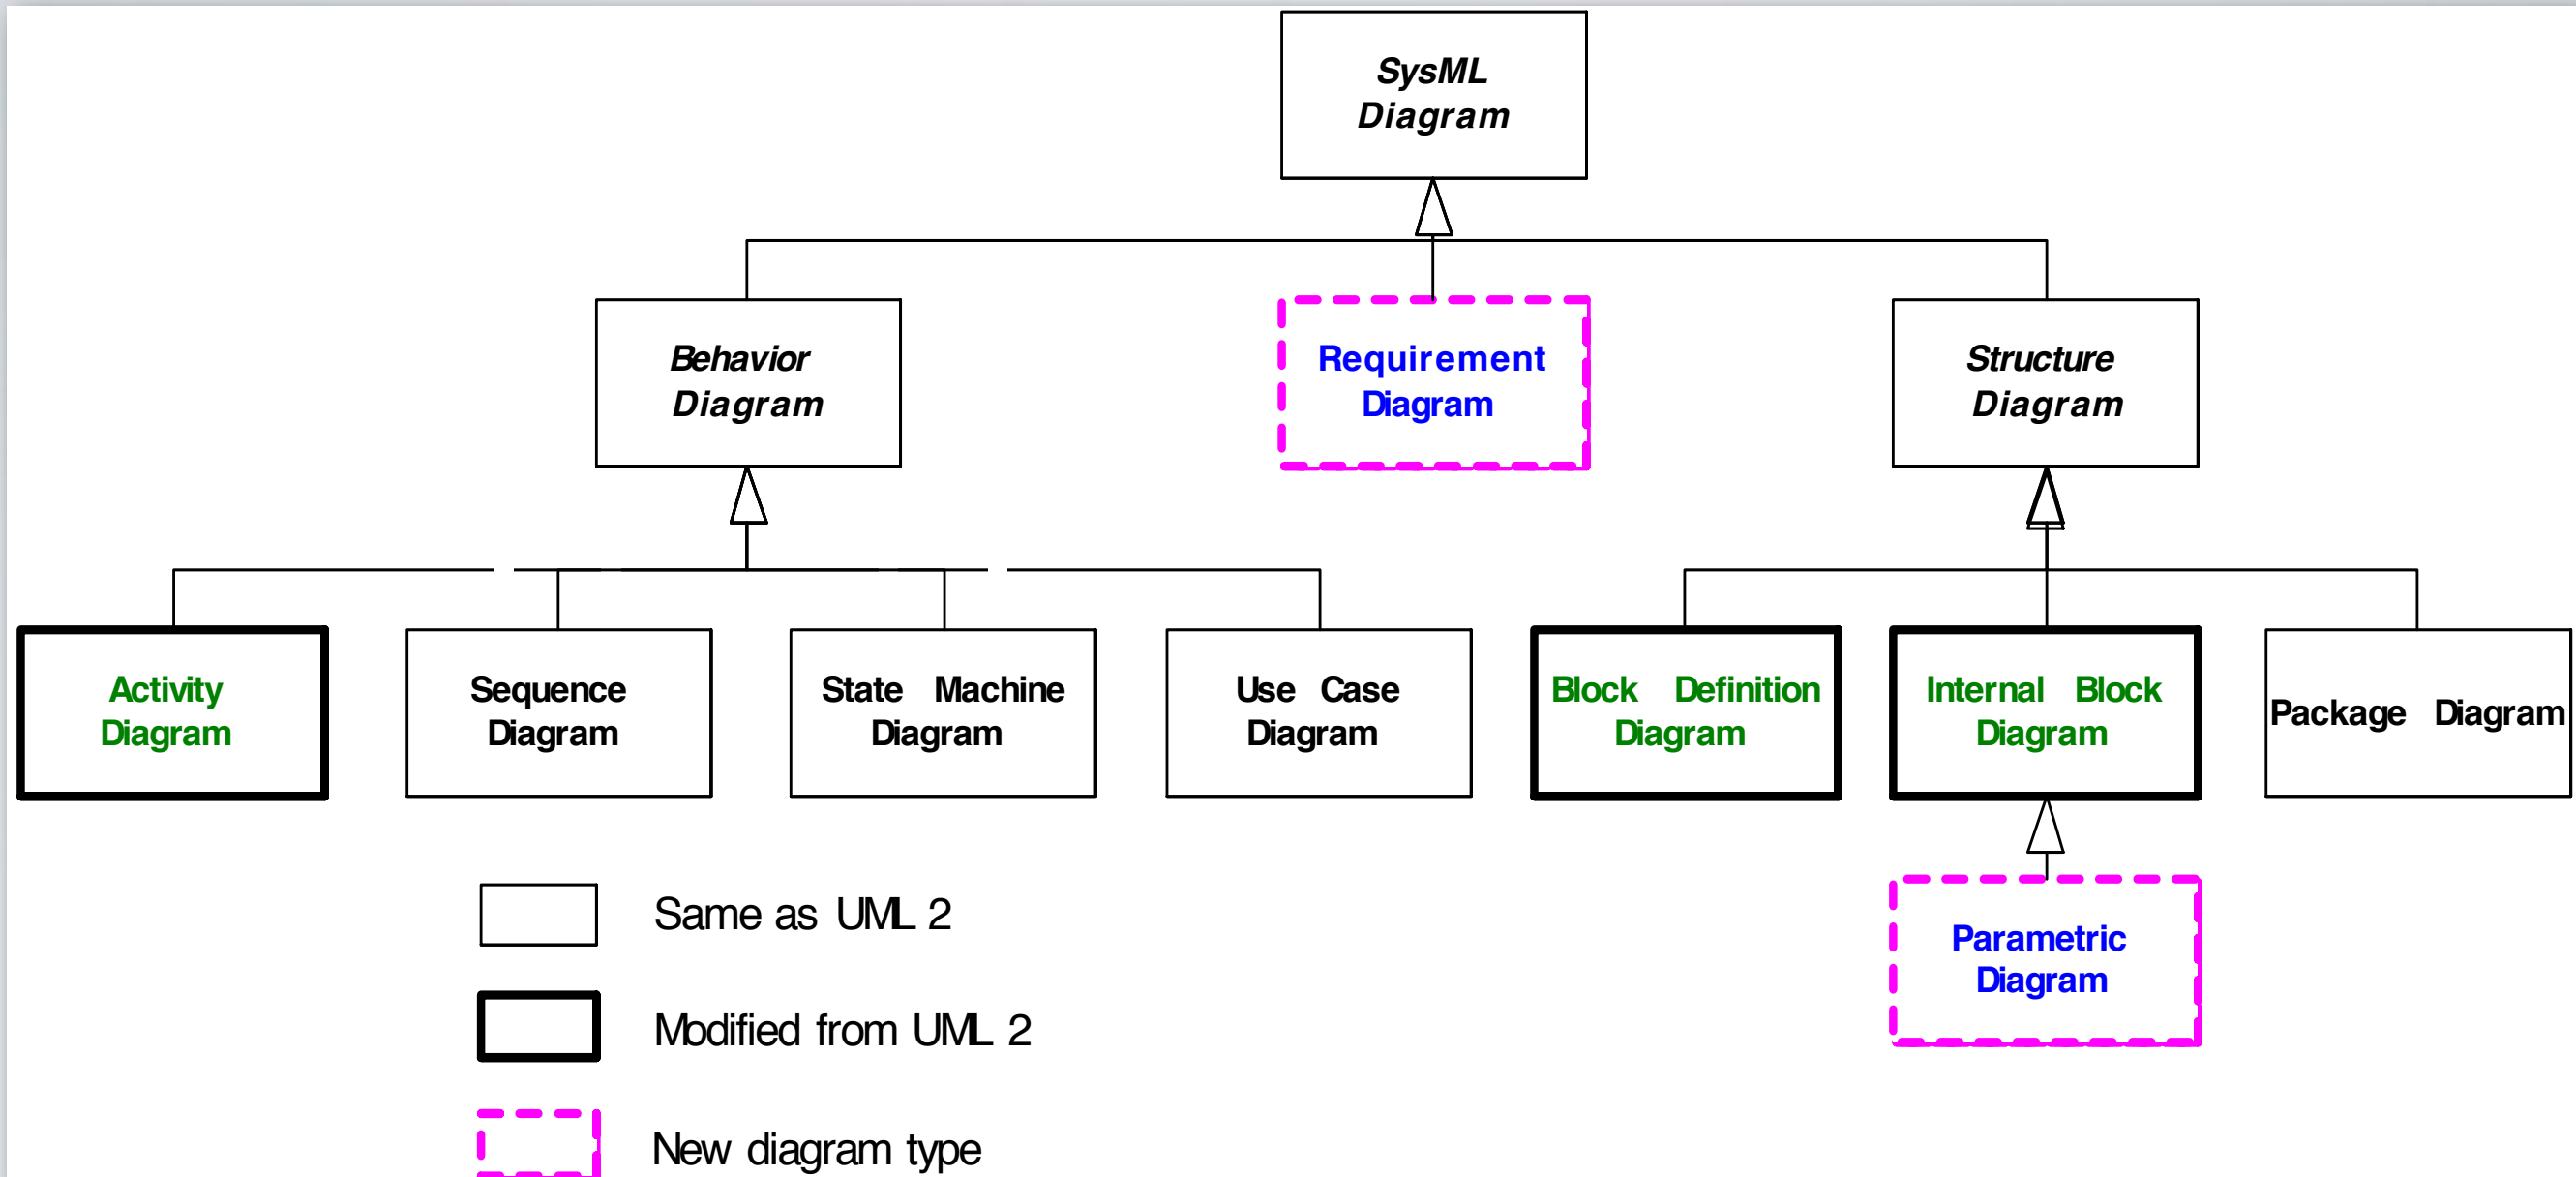 SysML
Diagram
Behavior
Diagram
Requirement
Diagram
Structure
Diagram
Activity
Diagram
Sequence
Diagram
State Machine
Diagram
Use Case
Diagram
Block Definition
Diagram
Internal Block
Diagram
Package Diagram
Parametric
Diagram
Same as UML 2
Modified from UML 2
New diagram type